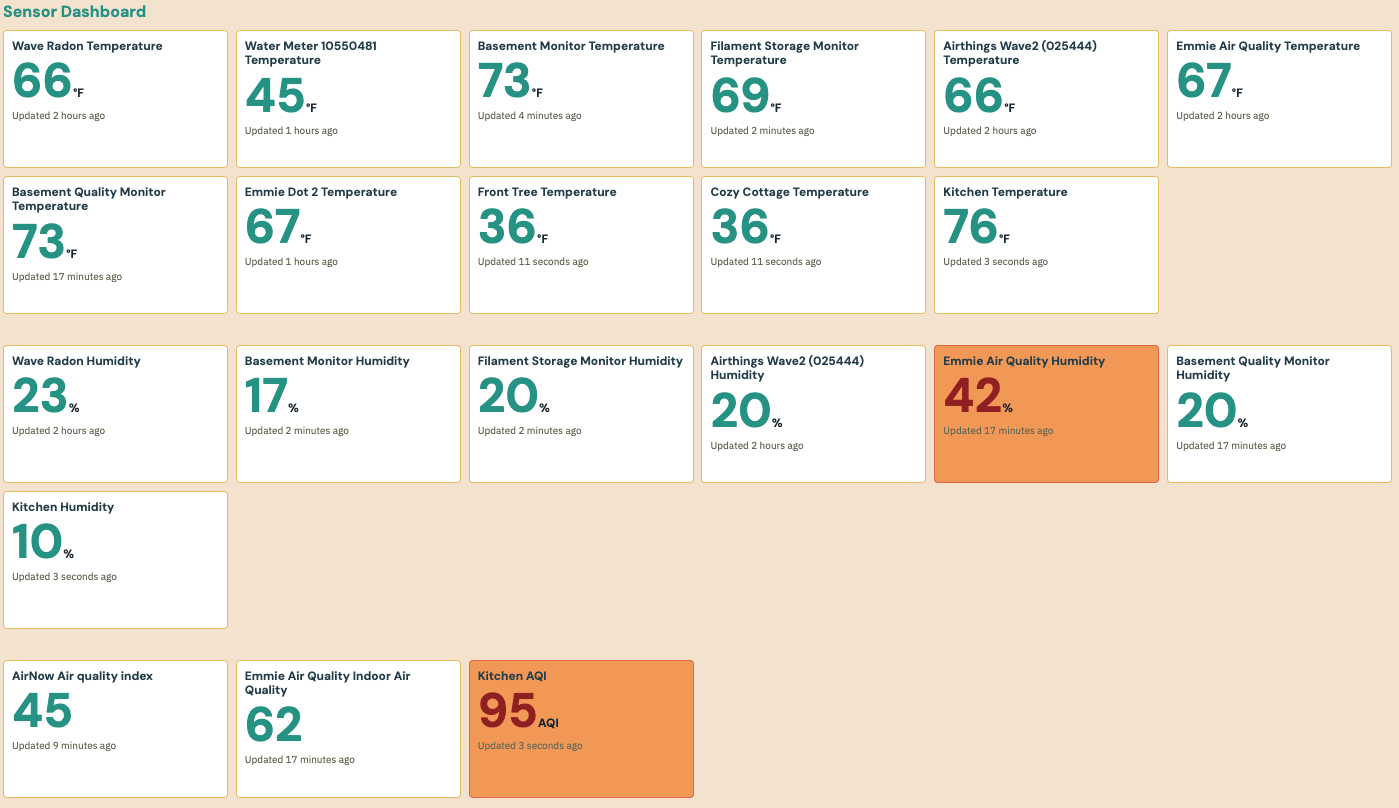 Sensor Dashboard
Wave Radon Temperature
66°F
Updated 2 hours ago
Water Meter 10550481
Temperature
45°F
Updated 1 hours ago
Basement Monitor Temperature
73°F
Updated 4 minutes ago
Filament Storage Monitor
Temperature
69°F
Updated 2 minutes ago
Airthings Wave2 (025444)
Temperature
66°F
Updated 2 hours ago
Emmie Air Quality Temperature
67°F
Updated 2 hours ago
Basement Quality Monitor
Temperature
73°F
Updated 17 minutes ago
Emmie Dot 2 Temperature
67°F
Updated 1 hours ago
Front Tree Temperature
36°F
Updated 11 seconds ago
Cozy Cottage Temperature
36°F
Updated 11 seconds ago
Kitchen Temperature
76°F
Updated 3 seconds ago
Wave Radon Humidity
23%
Updated 2 hours ago
Basement Monitor Humidity
17%
Updated 2 minutes ago
Filament Storage Monitor Humidity
20%
Updated 2 minutes ago
Airthings Wave2 (025444)
Humidity
20%
Updated 2 hours ago
Emmie Air Quality Humidity
42%
Updated 17 minutes ago
Basement Quality Monitor
Humidity
20%
Updated 17 minutes ago
Kitchen Humidity
10%
Updated 3 seconds ago
AirNow Air quality index
45
Updated 9 minutes ago
Emmie Air Quality Indoor Air
Quality
62
Updated 17 minutes ago
Kitchen AQI
95AQI
Updated 3 seconds ago